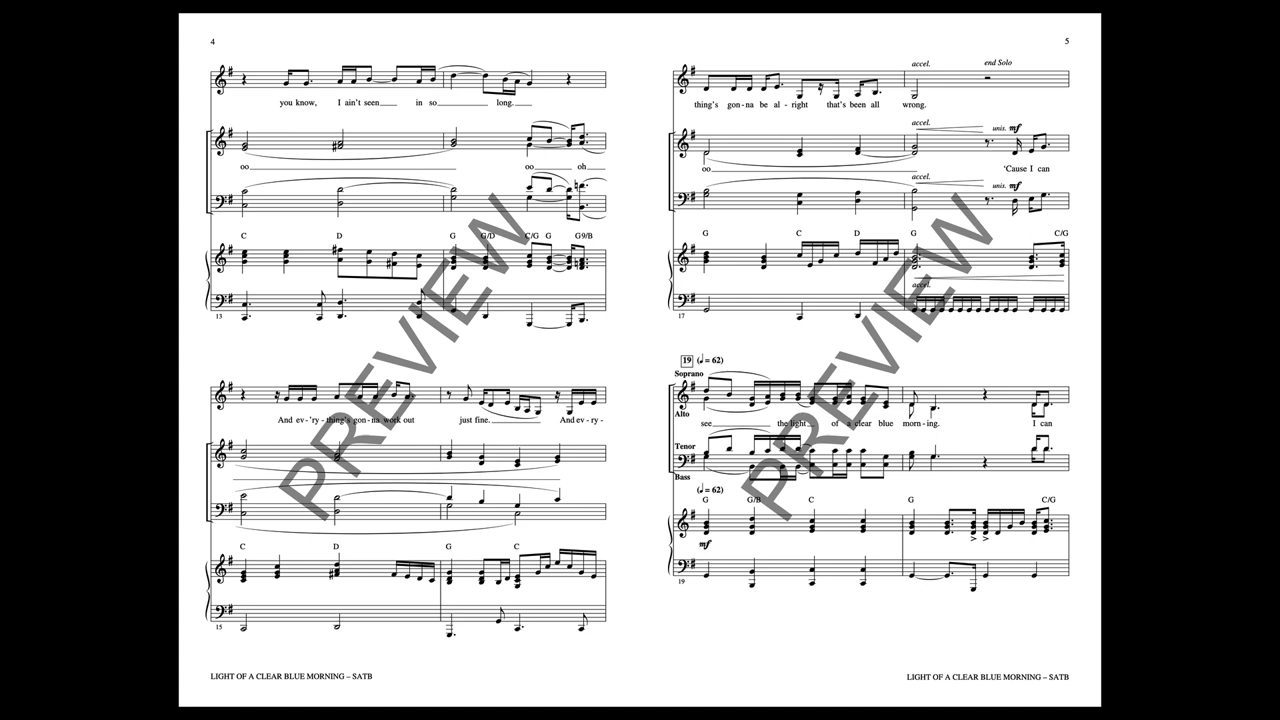 4
you know, I ain't seen in so long.
oo oo oh
C D G G/D C/G G G9/B
13
And ev-'ry - thing's gon-na work out just fine. And ev - ry -
C D G C
15
LIGHT OF A CLEAR BLUE MORNING – SATB
PREVIEW
5
accel. end Solo
thing's gon - na be al - right that's been all wrong.
accel. unis. mf
oo 'Cause I can
accel. unis. mf
G C D G C/G
accel.
17
19 (♩ = 62)
Soprano
Alto
see the light of a clear blue morn - ing. I can
Tenor
Bass
(♩ = 62)
G G/B C G C/G
mf
19
LIGHT OF A CLEAR BLUE MORNING – SATB
PREVIEW